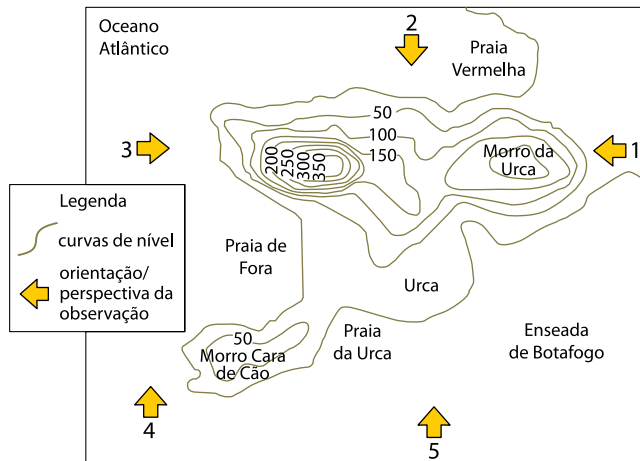 Oceano
Atlântico
2
Praia
Vermelha
50
100
150
200
250
300
350
Morro da
Urca
1
3
Legenda
curvas de nível
orientação/
perspectiva da
observação
Praia de
Fora
Urca
50
Morro Cara
de Cão
Praia
da Urca
Enseada
de Botafogo
4
5